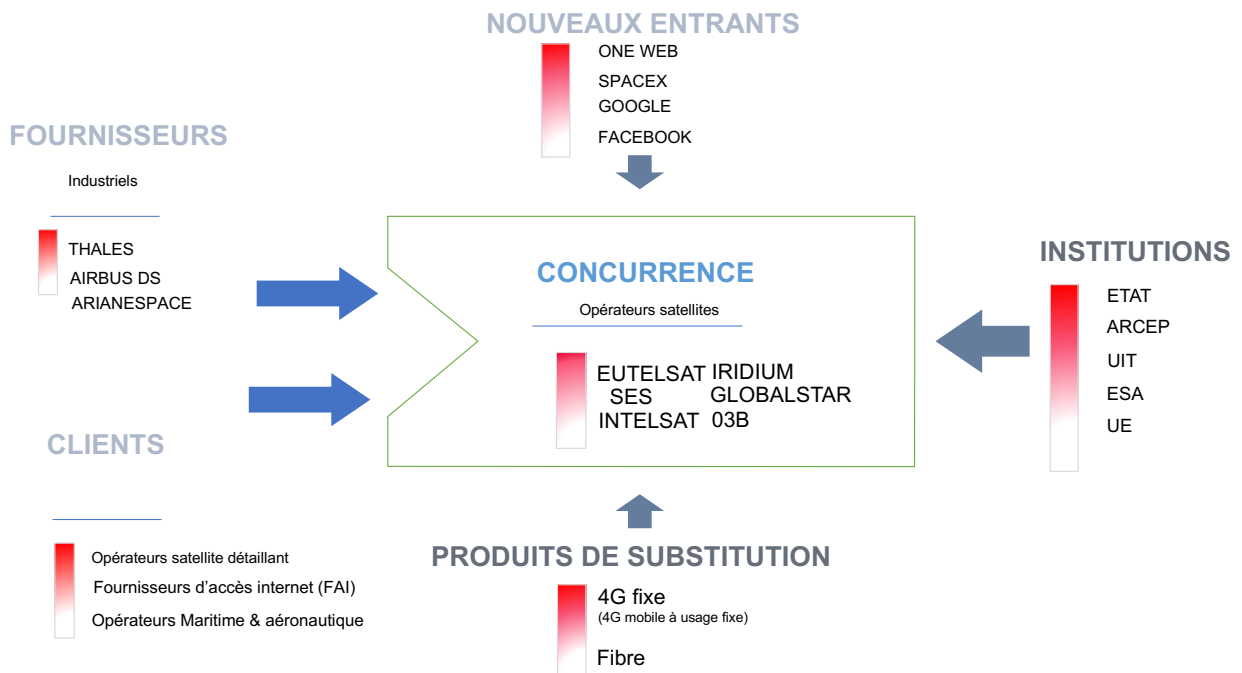 NOUVEAUX ENTRANTS
ONE WEB
SPACEX
GOOGLE
FACEBOOK
FOURNISSEURS
Industriels
THALES
AIRBUS DS
ARIANESPACE
CONCURRENCE
Opérateurs satellites
EUTELSAT IRIDIUM
SES GLOBALSTAR
INTELSAT 03B
INSTITUTIONS
ETAT
ARCEP
UIT
ESA
UE
CLIENTS
Opérateurs satellite détaillant
Fournisseurs d’accès internet (FAI)
Opérateurs Maritime & aéronautique
PRODUITS DE SUBSTITUTION
4G fixe
(4G mobile à usage fixe)
Fibre